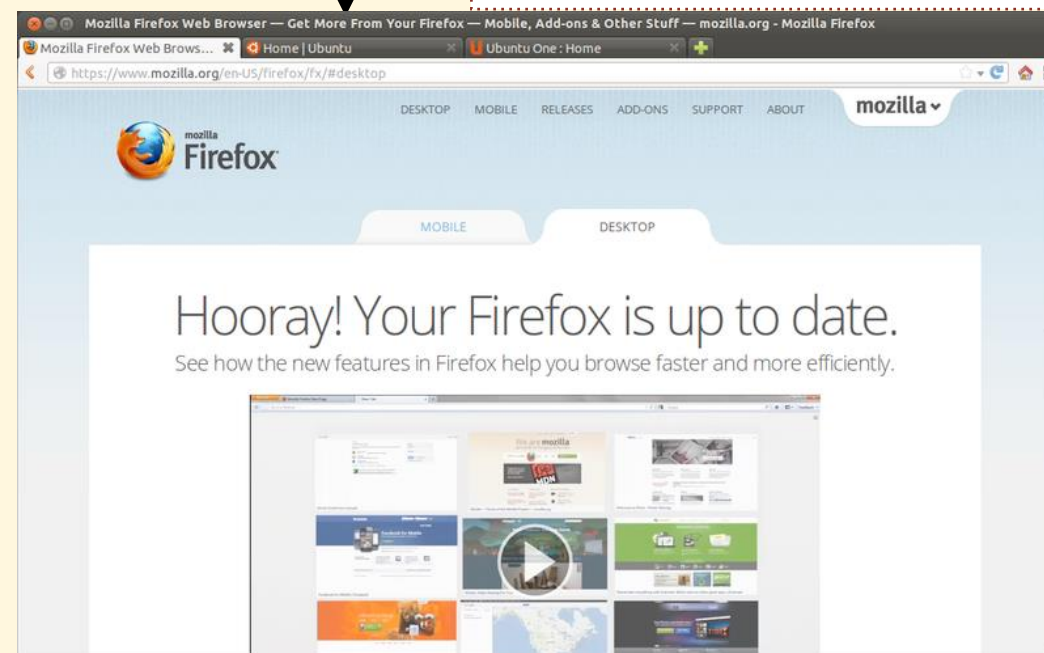 Mozilla Firefox Web Browser — Get More From Your Firefox — Mobile, Add-ons & Other Stuff — mozilla.org - Mozilla Firefox
Mozilla Firefox Web Brows... Home | Ubuntu Ubuntu One : Home
https://www.mozilla.org/en-US/firefox/fx/#desktop
DESKTOP MOBILE RELEASES ADD-ONS SUPPORT ABOUT mozilla
mozilla
Firefox
MOBILE DESKTOP
Hooray! Your Firefox is up to date.
See how the new features in Firefox help you browse faster and more efficiently.
We are mozilla